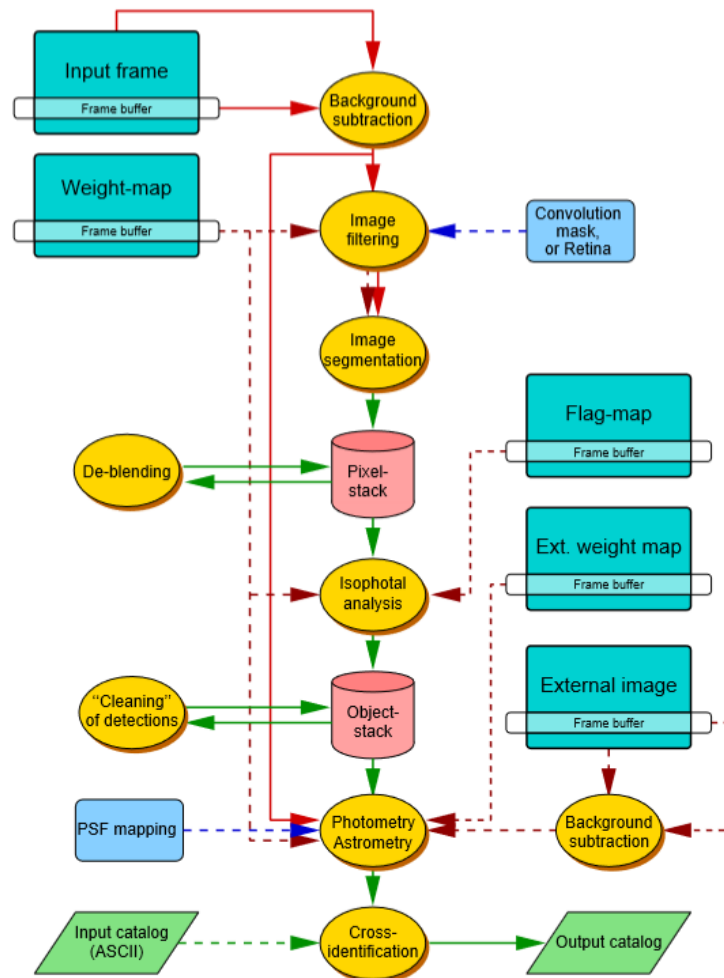 Input frame
Frame buffer
Background
subtraction
Weight-map
Frame buffer
Image
filtering
Convolution
mask,
or Retina
Image
segmentation
Flag-map
Frame buffer
De-blending
Pixel-
stack
Ext. weight map
Frame buffer
Isophotal
analysis
External image
Frame buffer
“Cleaning”
of detections
Object-
stack
PSF mapping
Photometry
Astrometry
Background
subtraction
Input catalog
(ASCII)
Cross-
identification
Output catalog